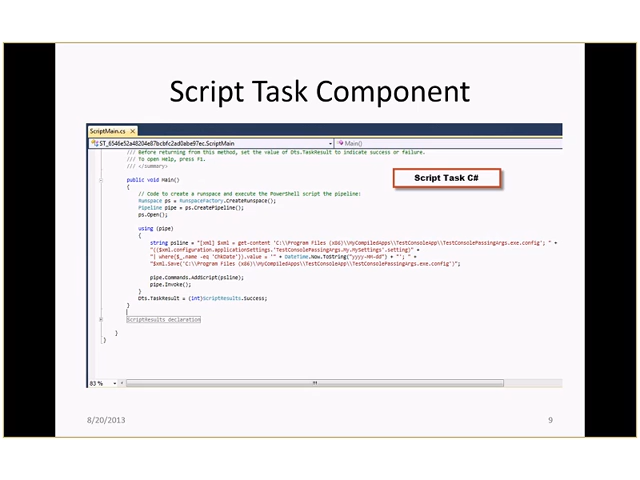 Script Task Component
ScriptMain.cs
ST_6546e52a48204e87bcbfc2ad0abe97ec.ScriptMain
Main()
/// Before returning from this method, set the value of Dts.TaskResult to indicate success or failure.
/// To open Help, press F1.
/// </summary>
Script Task C#
public void Main()
{
// Code to create a runspace and execute the PowerShell script the pipeline:
Runspace ps = RunspaceFactory.CreateRunspace();
Pipeline pipe = ps.CreatePipeline();
ps.Open();
using (pipe)
{
string psline = "[xml] $xml = get-content 'C:\\Program Files (x86)\\MyCompiledApps\\TestConsoleApp\\TestConsolePassingArgs.exe.config'; " +
"(($xml.configuration.applicationSettings.'TestConsolePassingArgs.My.MySettings'.setting)" +
"| where{$_.name -eq 'ChkDate'}).value = '" + DateTime.Now.ToString("yyyy-MM-dd") + "'; " +
"$xml.Save('C:\\Program Files (x86)\\MyCompiledApps\\TestConsoleApp\\TestConsolePassingArgs.exe.config')";
pipe.Commands.AddScript(psline);
pipe.Invoke();
}
Dts.TaskResult = (int)ScriptResults.Success;
}
ScriptResults declaration
}
}
83 %
8/20/2013
9